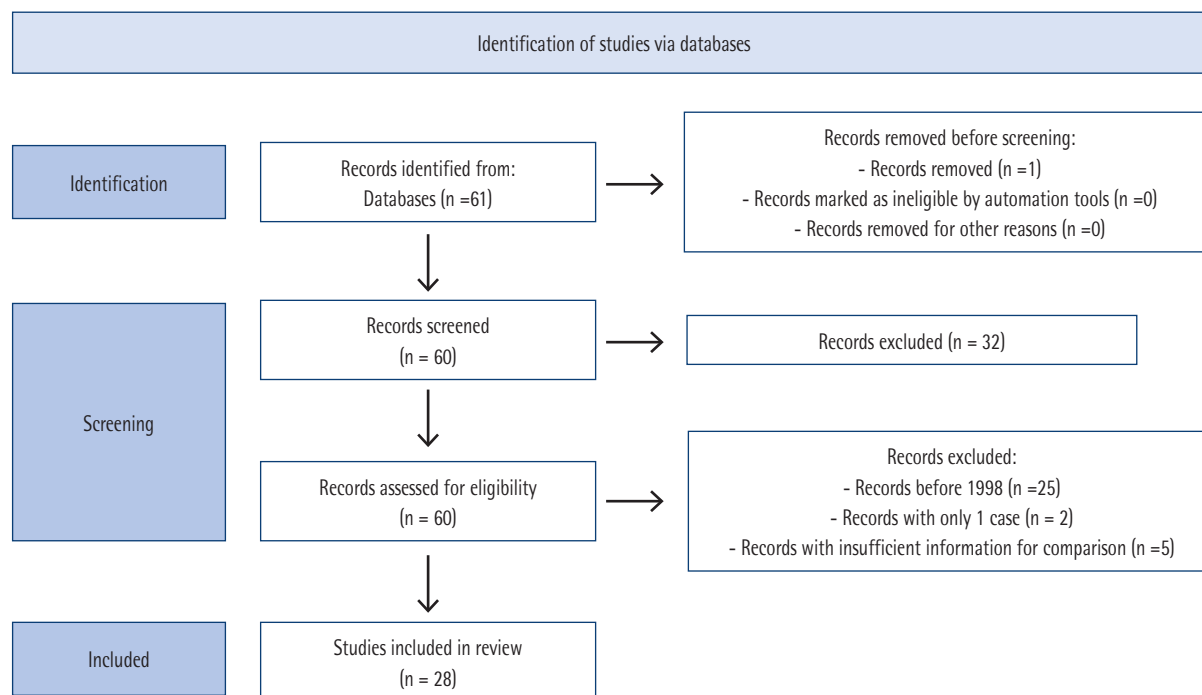 Identification of studies via databases
Identification
Records identified from:
Databases (n =61)
Records removed before screening:
- Records removed (n =1)
- Records marked as ineligible by automation tools (n =0)
- Records removed for other reasons (n =0)
Screening
Records screened
(n = 60)
Records excluded (n = 32)
Records assessed for eligibility
(n = 60)
Records excluded:
- Records before 1998 (n =25)
- Records with only 1 case (n = 2)
- Records with insufficient information for comparison (n =5)
Included
Studies included in review
(n = 28)